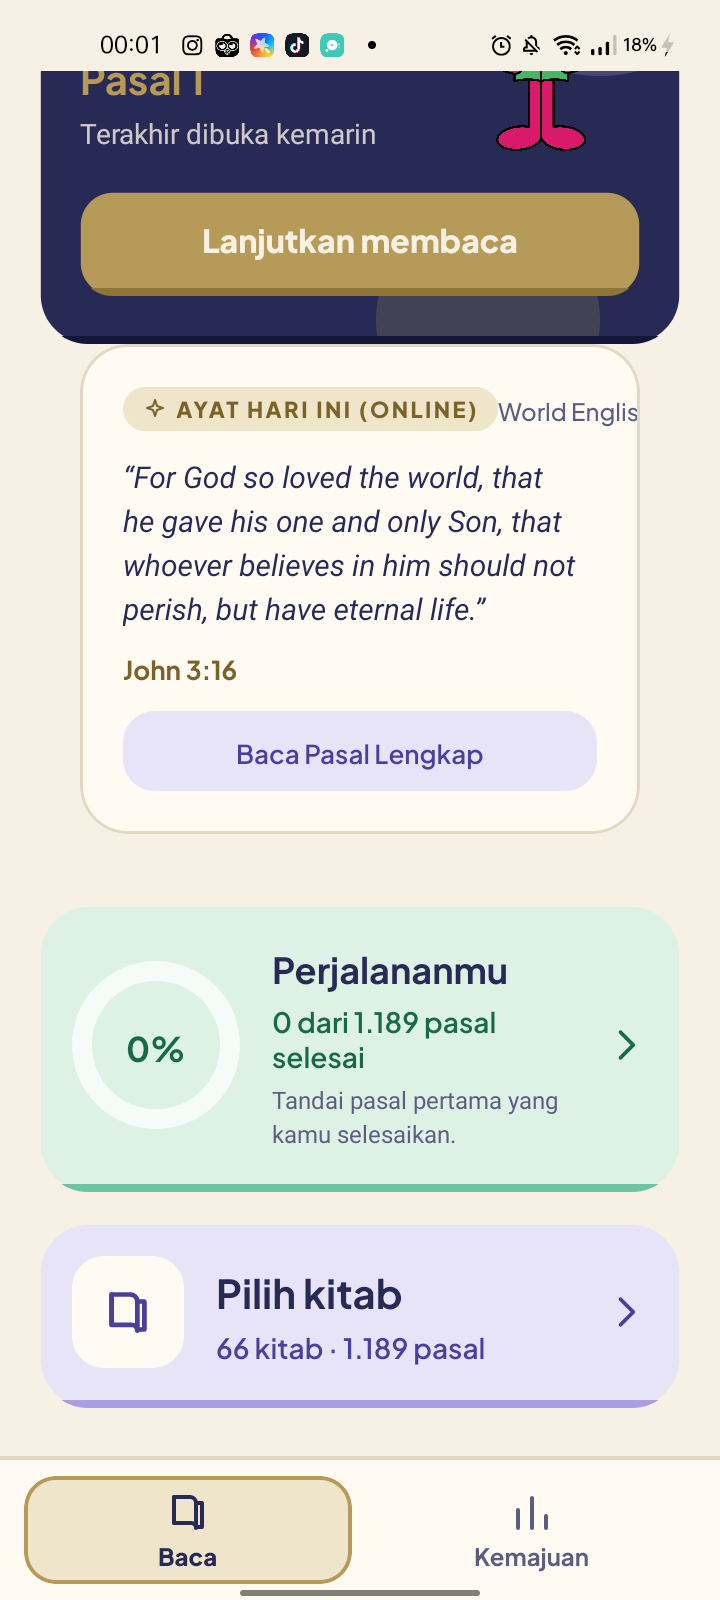 00:01
18%
Pasal 1
Terakhir dibuka kemarin
Lanjutkan membaca
AYAT HARI INI (ONLINE) World Englis
“For God so loved the world, that
he gave his one and only Son, that
whoever believes in him should not
perish, but have eternal life.”
John 3:16
Baca Pasal Lengkap
Perjalananmu
0%
0 dari 1.189 pasal
selesai
Tandai pasal pertama yang
kamu selesaikan.
Pilih kitab
66 kitab · 1.189 pasal
Baca
Kemajuan